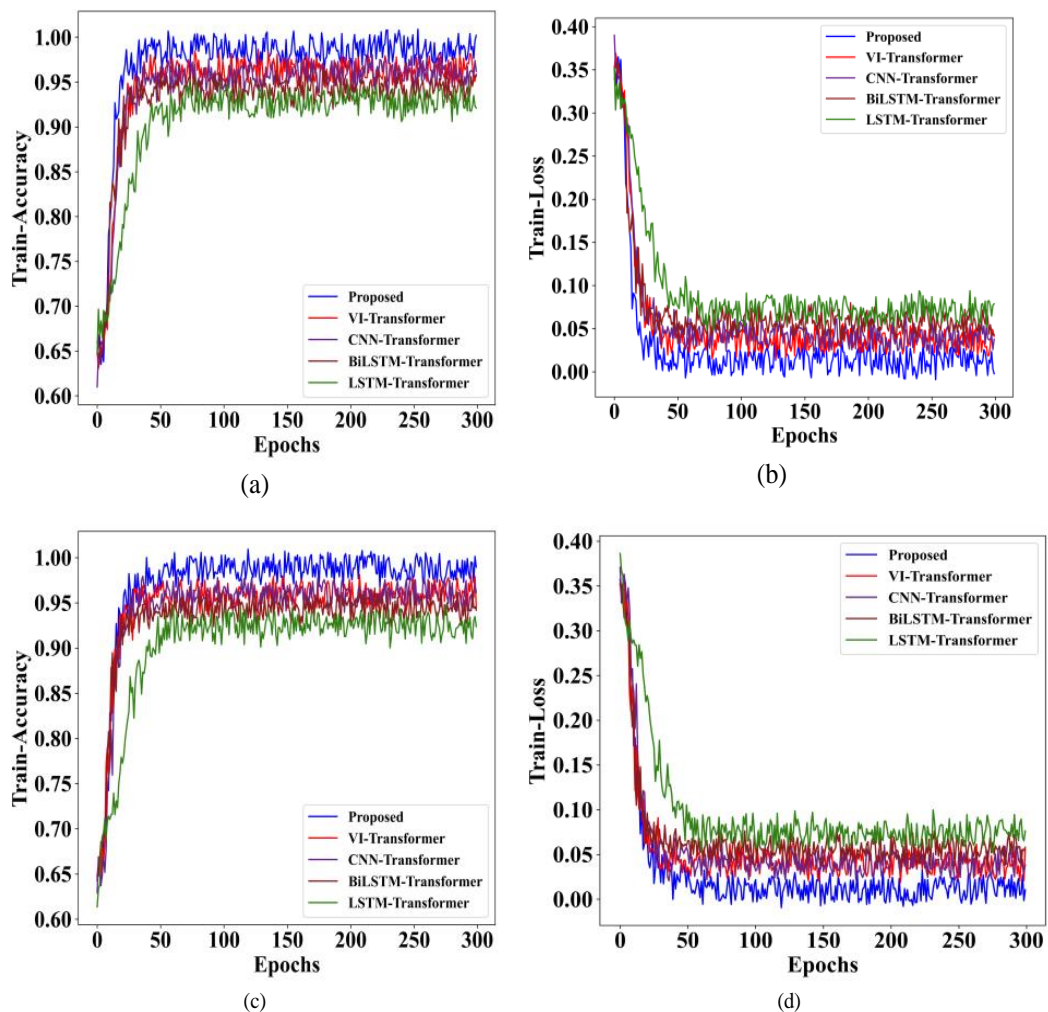 1.00
0.95
0.90
0.85
0.80
0.75
0.70
0.65
0.60
Train-Accuracy
Proposed
VI-Transformer
CNN-Transformer
BiLSTM-Transformer
LSTM-Transformer
0 50 100 150 200 250 300
Epochs
(a)
0.40
0.35
0.30
0.25
0.20
0.15
0.10
0.05
0.00
Train-Loss
Proposed
VI-Transformer
CNN-Transformer
BiLSTM-Transformer
LSTM-Transformer
0 50 100 150 200 250 300
Epochs
(b)
1.00
0.95
0.90
0.85
0.80
0.75
0.70
0.65
0.60
Train-Accuracy
Proposed
VI-Transformer
CNN-Transformer
BiLSTM-Transformer
LSTM-Transformer
0 50 100 150 200 250 300
Epochs
(c)
0.40
0.35
0.30
0.25
0.20
0.15
0.10
0.05
0.00
Train-Loss
Proposed
VI-Transformer
CNN-Transformer
BiLSTM-Transformer
LSTM-Transformer
0 50 100 150 200 250 300
Epochs
(d)